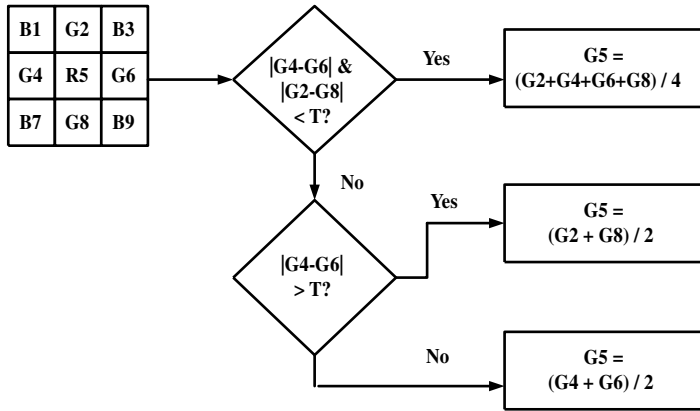 B1 G2 B3
G4 R5 G6
B7 G8 B9
|G4-G6| &
|G2-G8|
< T?
Yes
G5 =
(G2+G4+G6+G8) / 4
No
|G4-G6|
> T?
Yes
G5 =
(G2 + G8) / 2
No
G5 =
(G4 + G6) / 2